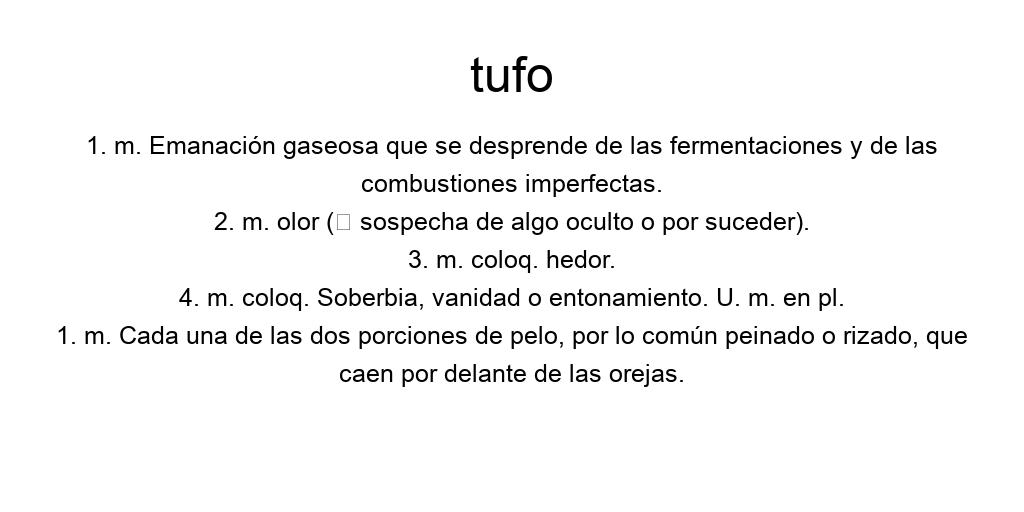 tufo
1. m. Emanación gaseosa que se desprende de las fermentaciones y de las
combustiones imperfectas.
2. m. olor (□ sospecha de algo oculto o por suceder).
3. m. coloq. hedor.
4. m. coloq. Soberbia, vanidad o entonamiento. U. m. en pl.
1. m. Cada una de las dos porciones de pelo, por lo común peinado o rizado, que
caen por delante de las orejas.